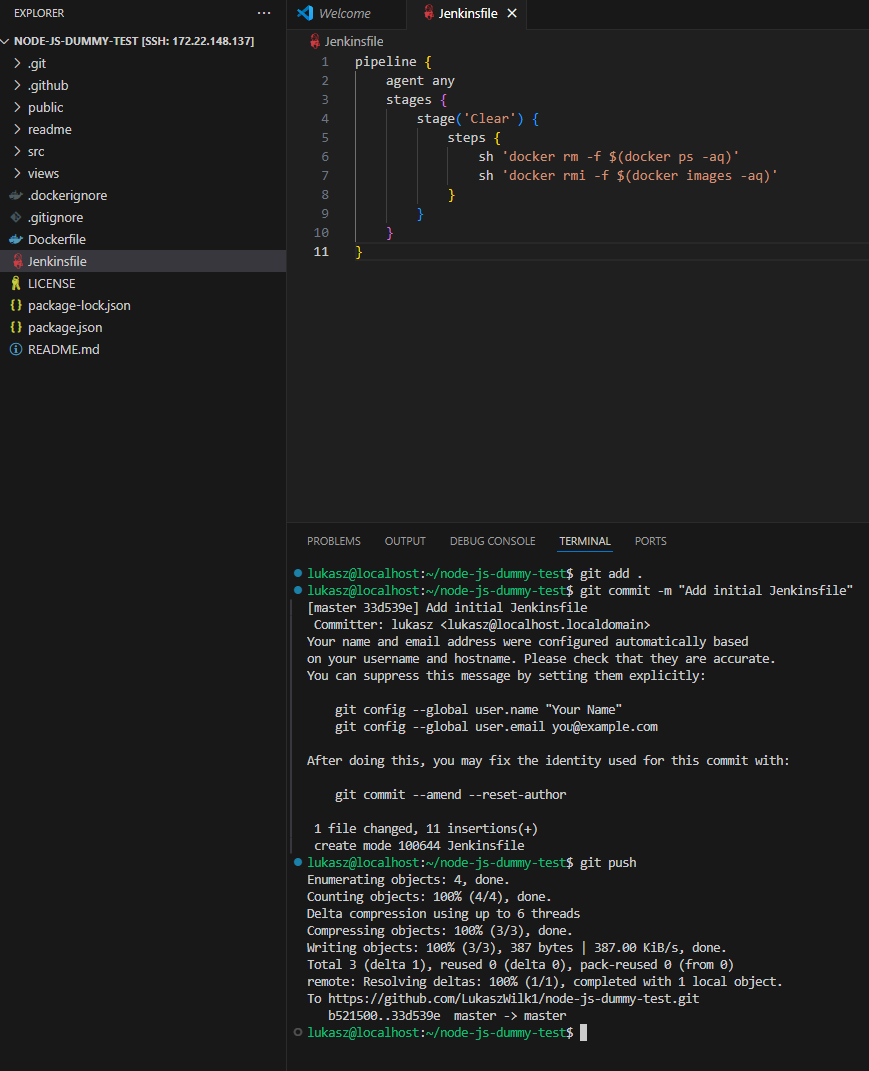 EXPLORER
NODE-JS-DUMMY-TEST [SSH: 172.22.148.137]
.git
.github
public
readme
src
views
.dockerignore
.gitignore
Dockerfile
Jenkinsfile
LICENSE
package-lock.json
package.json
README.md
Welcome
Jenkinsfile
Jenkinsfile
1 pipeline {
2 agent any
3 stages {
4 stage('Clear') {
5 steps {
6 sh 'docker rm -f $(docker ps -aq)'
7 sh 'docker rmi -f $(docker images -aq)'
8 }
9 }
10 }
11 }
PROBLEMS OUTPUT DEBUG CONSOLE TERMINAL PORTS
lukasz@localhost:~/node-js-dummy-test$ git add .
lukasz@localhost:~/node-js-dummy-test$ git commit -m "Add initial Jenkinsfile"
[master 33d539e] Add initial Jenkinsfile
Committer: lukasz <lukasz@localhost.localdomain>
Your name and email address were configured automatically based
on your username and hostname. Please check that they are accurate.
You can suppress this message by setting them explicitly:
git config --global user.name "Your Name"
git config --global user.email you@example.com
After doing this, you may fix the identity used for this commit with:
git commit --amend --reset-author
1 file changed, 11 insertions(+)
create mode 100644 Jenkinsfile
lukasz@localhost:~/node-js-dummy-test$ git push
Enumerating objects: 4, done.
Counting objects: 100% (4/4), done.
Delta compression using up to 6 threads
Compressing objects: 100% (3/3), done.
Writing objects: 100% (3/3), 387 bytes | 387.00 KiB/s, done.
Total 3 (delta 1), reused 0 (delta 0), pack-reused 0 (from 0)
remote: Resolving deltas: 100% (1/1), completed with 1 local object.
To https://github.com/LukaszWilk1/node-js-dummy-test.git
b521500..33d539e master -> master
lukasz@localhost:~/node-js-dummy-test$